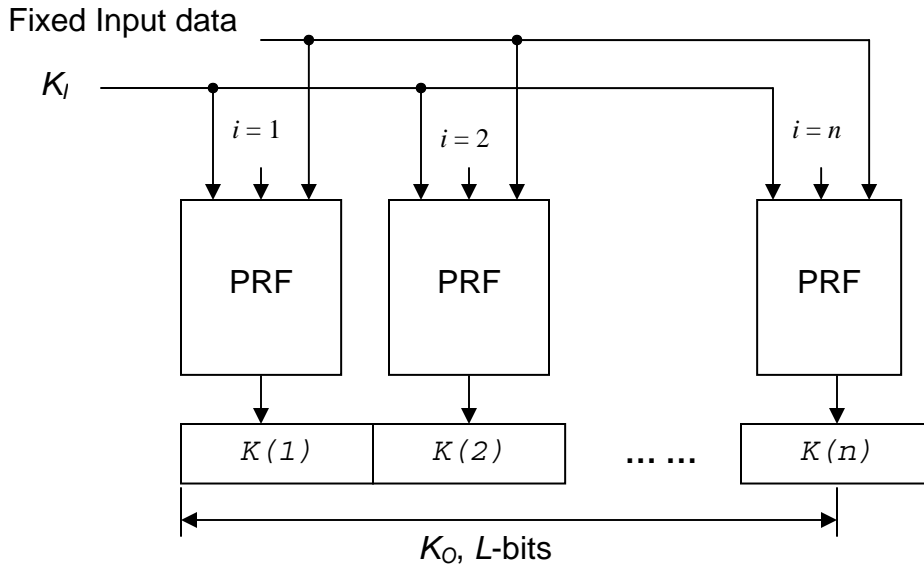 Fixed Input data
K_I
i = 1
i = 2
i = n
PRF
PRF
PRF
K(1)
K(2)
… …
K(n)
K_O, L-bits